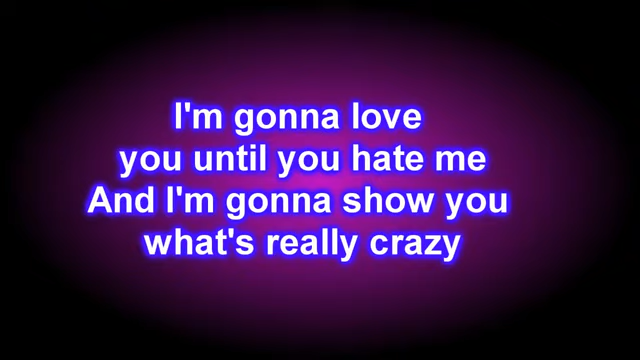 I'm gonna love
you until you hate me
And I'm gonna show you
what's really crazy